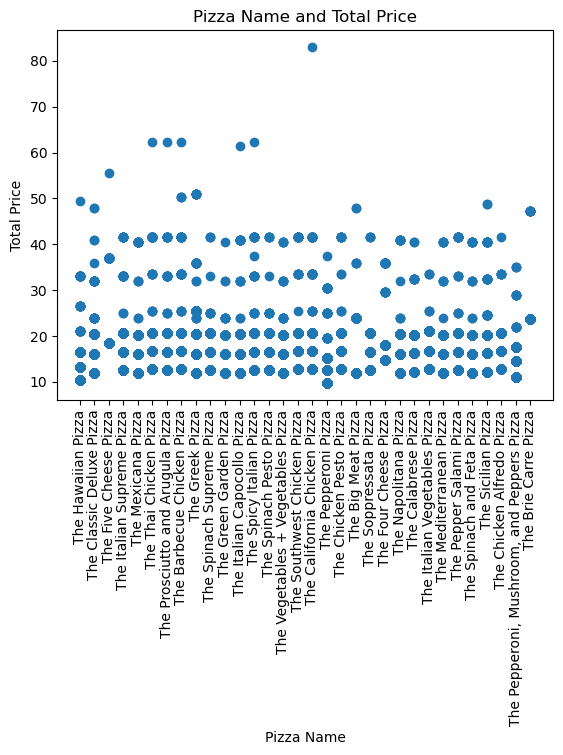 Pizza Name and Total Price
Total Price
80
70
60
50
40
30
20
10
The Hawaiian Pizza
The Classic Deluxe Pizza
The Five Cheese Pizza
The Italian Supreme Pizza
The Mexicana Pizza
The Thai Chicken Pizza
The Prosciutto and Arugula Pizza
The Barbecue Chicken Pizza
The Greek Pizza
The Spinach Supreme Pizza
The Green Garden Pizza
The Italian Capocollo Pizza
The Spicy Italian Pizza
The Spinach Pesto Pizza
The Vegetables + Vegetables Pizza
The Southwest Chicken Pizza
The California Chicken Pizza
The Pepperoni Pizza
The Chicken Pesto Pizza
The Big Meat Pizza
The Soppressata Pizza
The Four Cheese Pizza
The Napolitana Pizza
The Calabrese Pizza
The Italian Vegetables Pizza
The Mediterranean Pizza
The Pepper Salami Pizza
The Spinach and Feta Pizza
The Sicilian Pizza
The Chicken Alfredo Pizza
The Pepperoni, Mushroom, and Peppers Pizza
The Brie Carre Pizza
Pizza Name